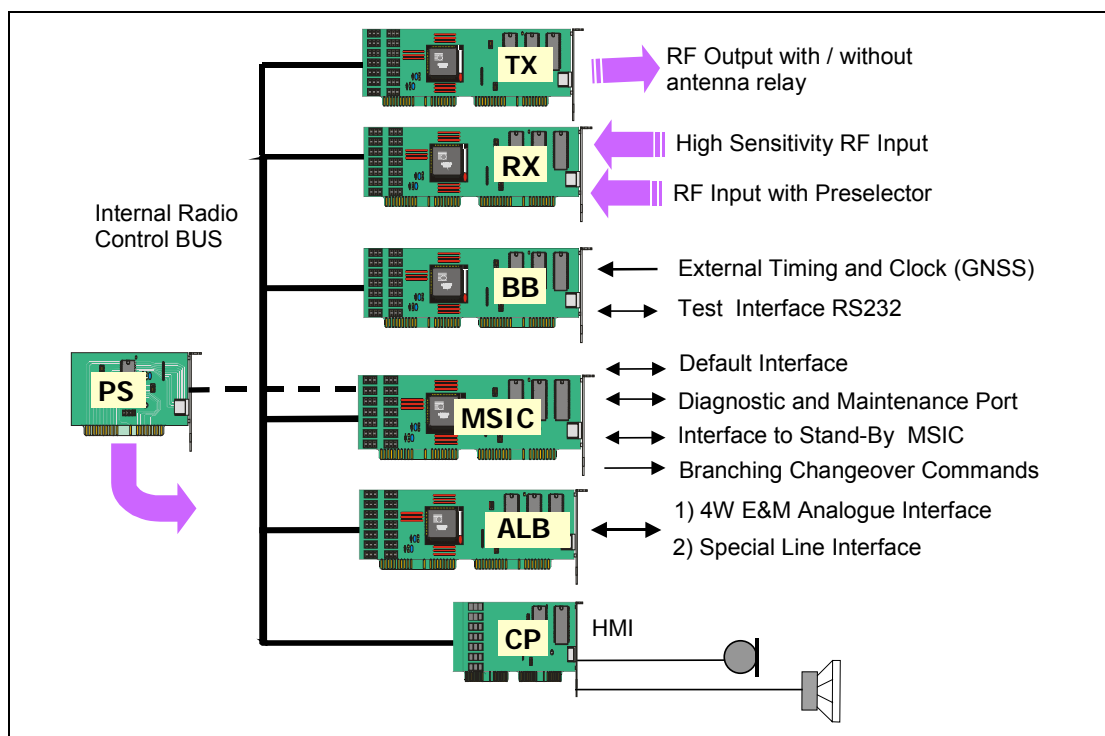 TX
RF Output with / without
antenna relay
RX
High Sensitivity RF Input
RF Input with Preselector
Internal Radio
Control BUS
BB
External Timing and Clock (GNSS)
Test Interface RS232
PS
MSIC
Default Interface
Diagnostic and Maintenance Port
Interface to Stand-By MSIC
Branching Changeover Commands
ALB
1) 4W E&M Analogue Interface
2) Special Line Interface
CP
HMI